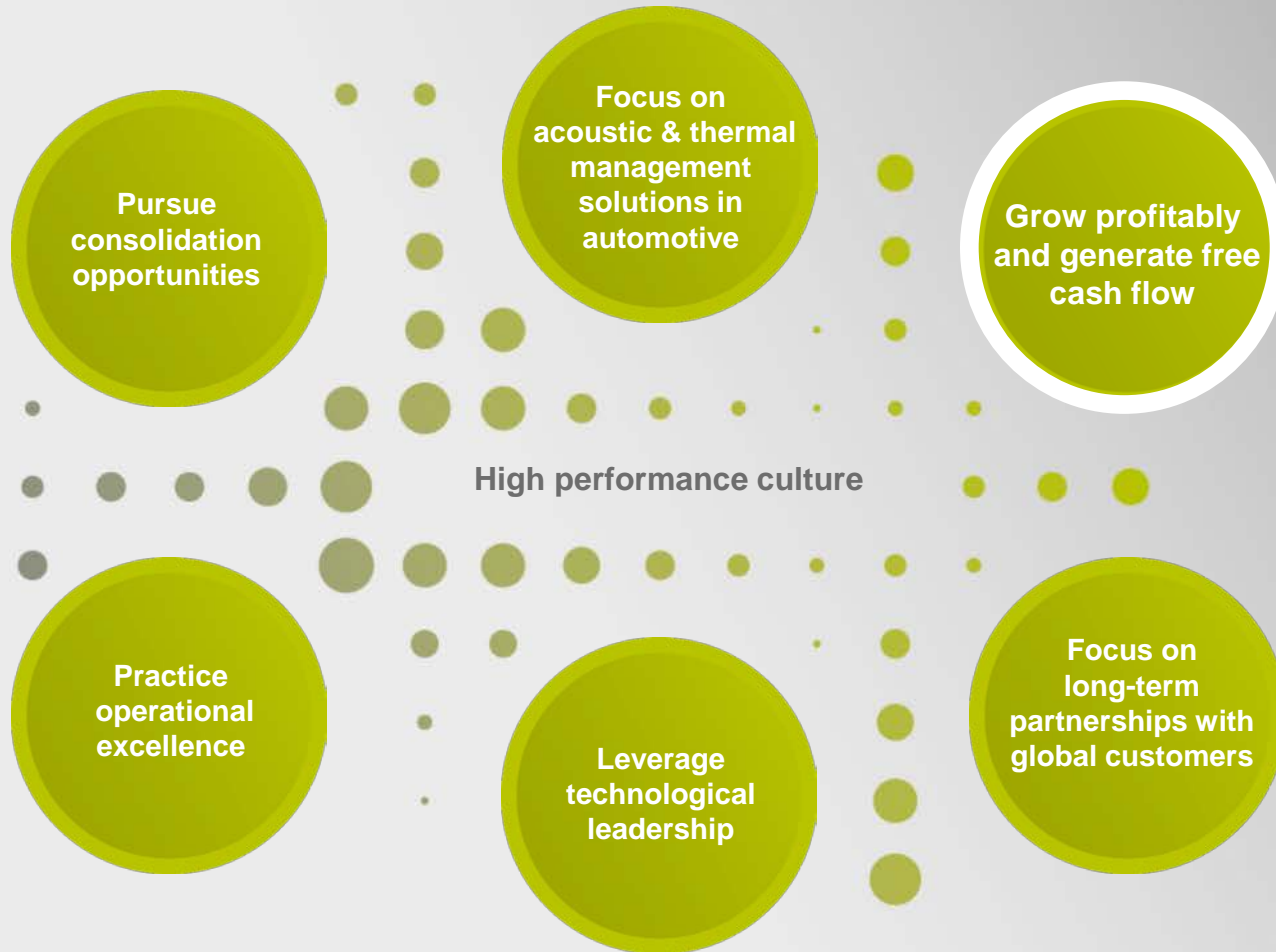 Pursue
consolidation
opportunities
Focus on
acoustic & thermal
management
solutions in
automotive
Grow profitably
and generate free
cash flow
High performance culture
Practice
operational
excellence
Leverage
technological
leadership
Focus on
long-term
partnerships with
global customers